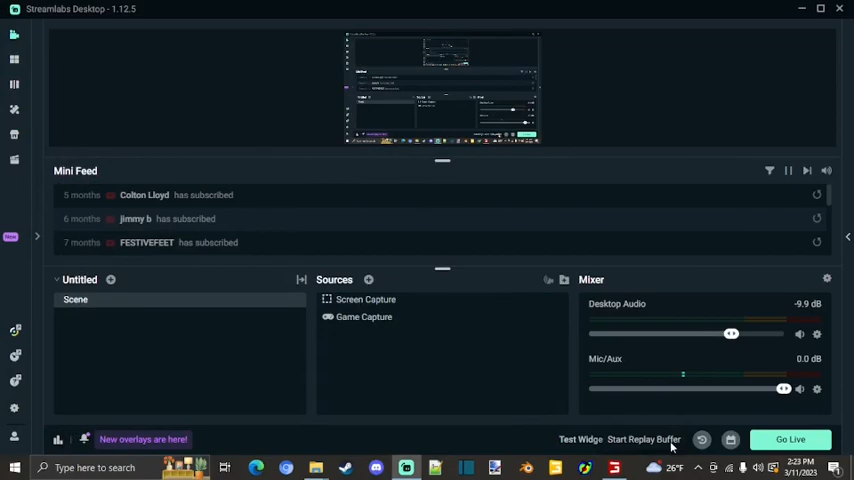 Streamlabs Desktop - 1.12.5
Mini Feed
5 months Colton Lloyd has subscribed
6 months jimmy b has subscribed
7 months FESTIVEFEET has subscribed
New
Untitled
Sources
Mixer
Scene
Screen Capture
Game Capture
Desktop Audio -9.9 dB
Mic/Aux 0.0 dB
New overlays are here!
Test Widge Start Replay Buffer
Go Live
Type here to search
26°F
2:23 PM
3/11/2023